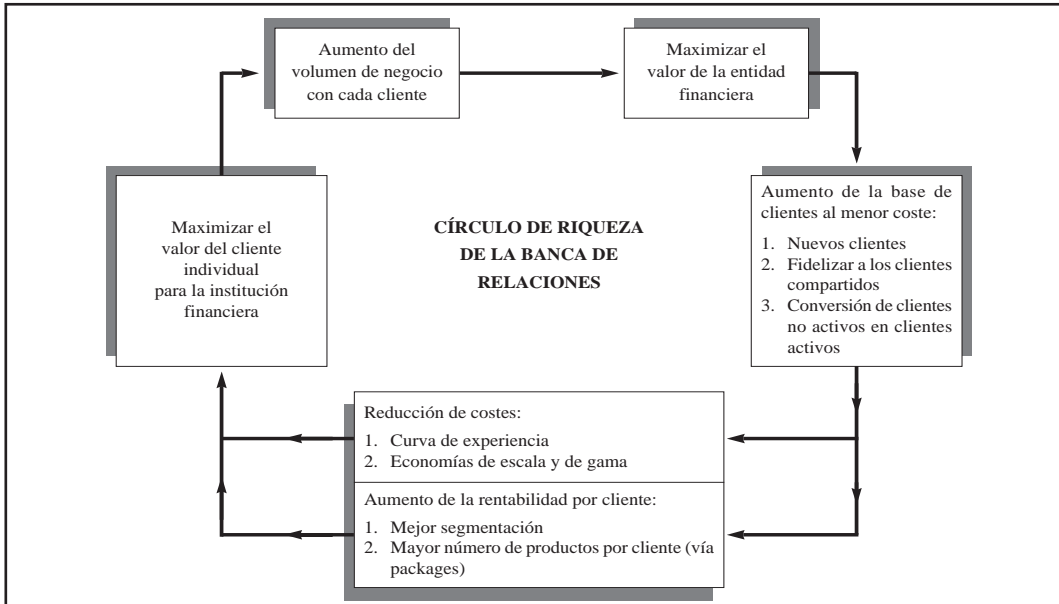 Aumento del
volumen de negocio
con cada cliente
Maximizar el
valor de la entidad
financiera
Maximizar el
valor del cliente
individual
para la institución
financiera
CÍRCULO DE RIQUEZA
DE LA BANCA DE
RELACIONES
Aumento de la base de
clientes al menor coste:
1. Nuevos clientes
2. Fidelizar a los clientes
compartidos
3. Conversión de clientes
no activos en clientes
activos
Reducción de costes:
1. Curva de experiencia
2. Economías de escala y de gama
Aumento de la rentabilidad por cliente:
1. Mejor segmentación
2. Mayor número de productos por cliente (vía
packages)